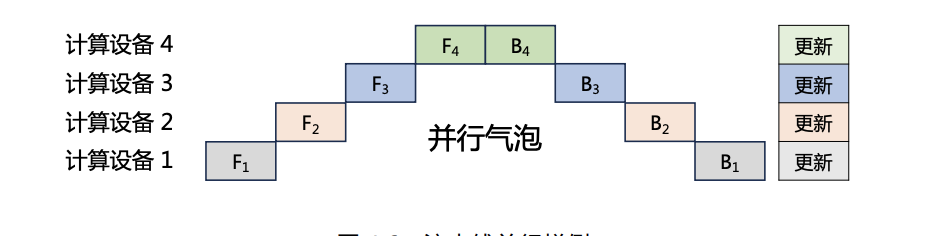 计算设备 4 F4 B4 更新
计算设备 3 F3 B3 更新
计算设备 2 F2 B2 更新
并行气泡
计算设备 1 F1 B1 更新